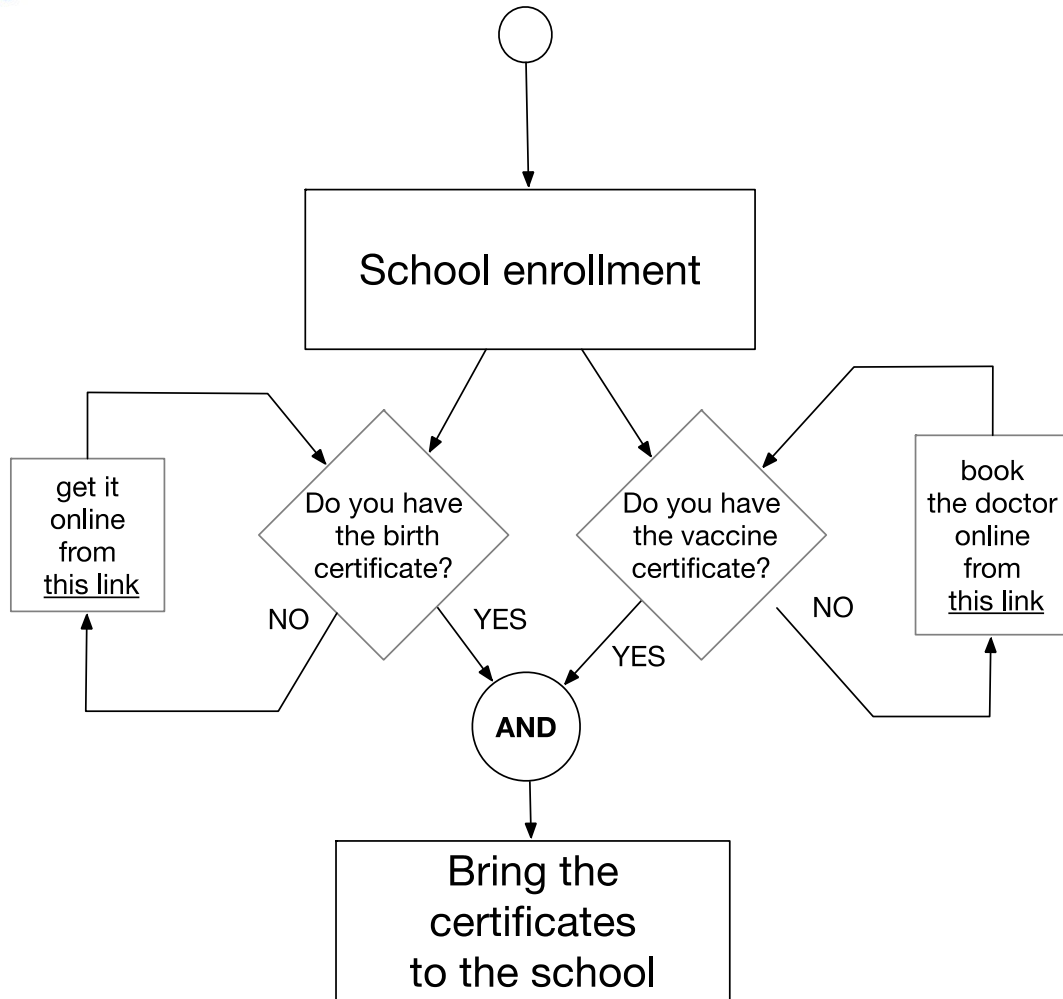 School enrollment
get it
online
from
this link
Do you have
the birth
certificate?
Do you have
the vaccine
certificate?
book
the doctor
online
from
this link
NO
YES
YES
NO
AND
Bring the
certificates
to the school